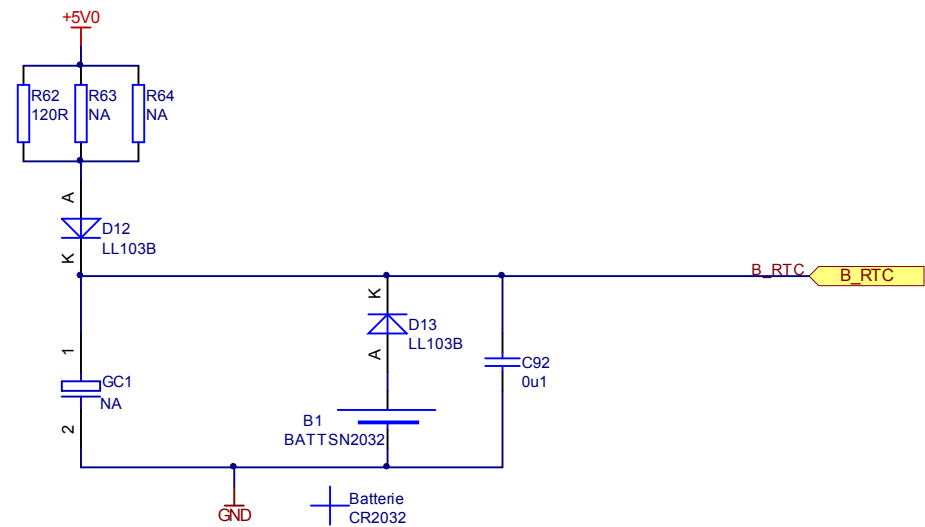 +5V0
R62
120R
R63
NA
R64
NA
A
D12
LL103B
K
B_RTC
B_RTC
K
D13
LL103B
A
1
GC1
NA
2
C92
0u1
B1
BATTSN2032
GND
Batterie
CR2032